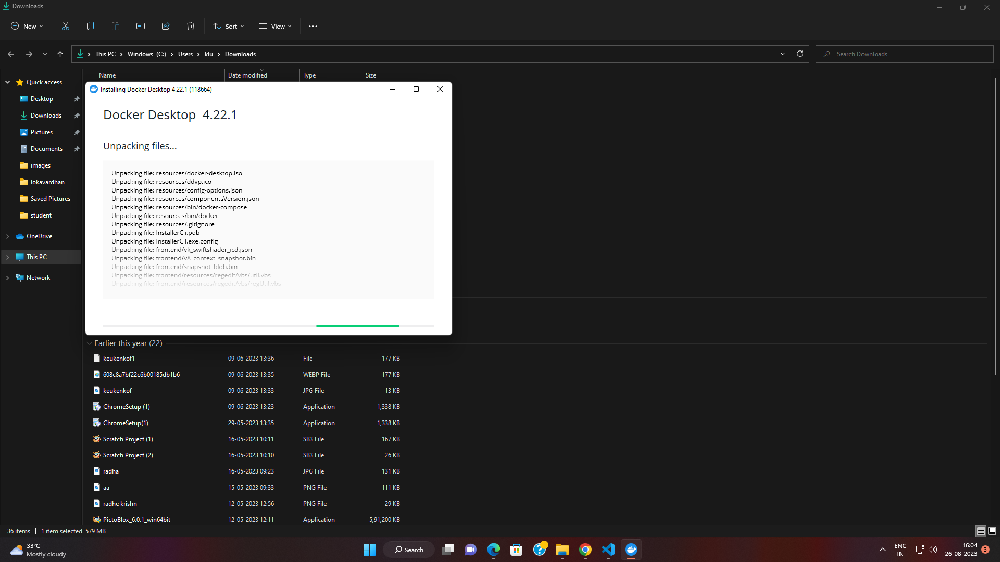 Downloads
New
Sort
View
This PC
Windows (C:)
Users
klu
Downloads
Search Downloads
Name
Date modified
Type
Size
Quick access
Desktop
Downloads
Pictures
Documents
images
lokavardhan
Saved Pictures
student
OneDrive
This PC
Network
Installing Docker Desktop 4.22.1 (118664)
Docker Desktop 4.22.1
Unpacking files...
Unpacking file: resources/docker-desktop.iso
Unpacking file: resources/ddvp.ico
Unpacking file: resources/config-options.json
Unpacking file: resources/componentsVersion.json
Unpacking file: resources/bin/docker-compose
Unpacking file: resources/bin/docker
Unpacking file: resources/.gitignore
Unpacking file: InstallerCli.pdb
Unpacking file: InstallerCli.exe.config
Unpacking file: frontend/vk_swiftshader_icd.json
Unpacking file: frontend/v8_context_snapshot.bin
Unpacking file: frontend/snapshot_blob.bin
Unpacking file: frontend/resources/regedit/vbs/util.vbs
Unpacking file: frontend/resources/regedit/vbs/regUtil.vbs
Earlier this year (22)
keukenkof1 09-06-2023 13:36 File 177 KB
608c8a7bf22c6b00185db1b6 09-06-2023 13:35 WEBP File 177 KB
keukenkof 09-06-2023 13:33 JPG File 13 KB
ChromeSetup (1) 09-06-2023 13:23 Application 1,338 KB
ChromeSetup(1) 29-05-2023 13:35 Application 1,338 KB
Scratch Project (1) 16-05-2023 10:11 SB3 File 167 KB
Scratch Project (2) 16-05-2023 10:10 SB3 File 26 KB
radha 16-05-2023 09:23 JPG File 131 KB
aa 15-05-2023 09:33 PNG File 111 KB
radhe krishn 12-05-2023 12:56 PNG File 29 KB
PictoBlox_6.0.1_win64bit 12-05-2023 12:11 Application 5,91,200 KB
36 items | 1 item selected 579 MB |
33°C
Mostly cloudy
Search
ENG
IN
16:04
26-08-2023
3